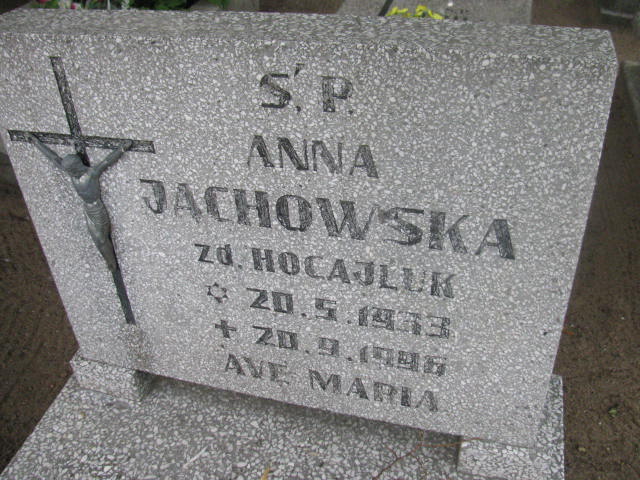 Ś.P.
ANNA
JACHOWSKA
zd. HOCAJLUK
20.5.1933
+ 20.9.1996
AVE MARIA